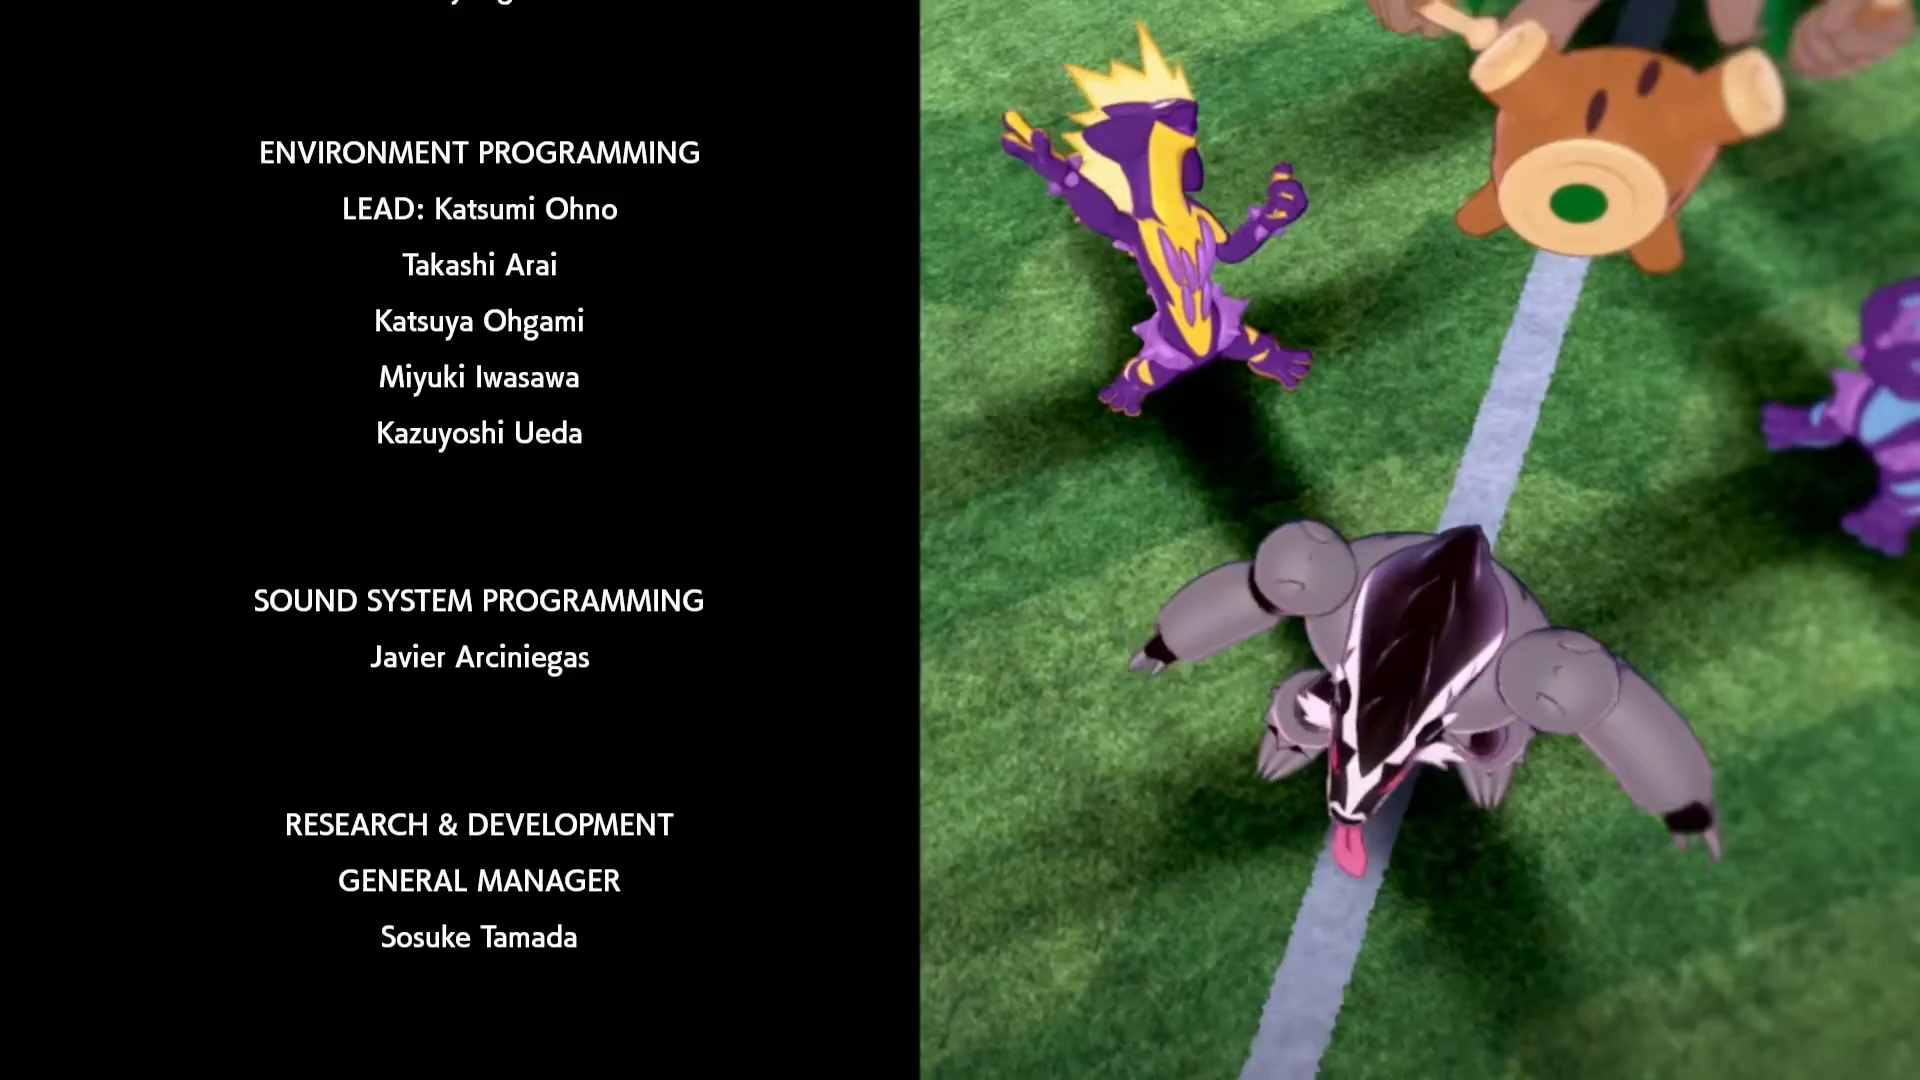 ENVIRONMENT PROGRAMMING
LEAD: Katsumi Ohno
Takashi Arai
Katsuya Ohgami
Miyuki Iwasawa
Kazuyoshi Ueda
SOUND SYSTEM PROGRAMMING
Javier Arciniegas
RESEARCH & DEVELOPMENT
GENERAL MANAGER
Sosuke Tamada